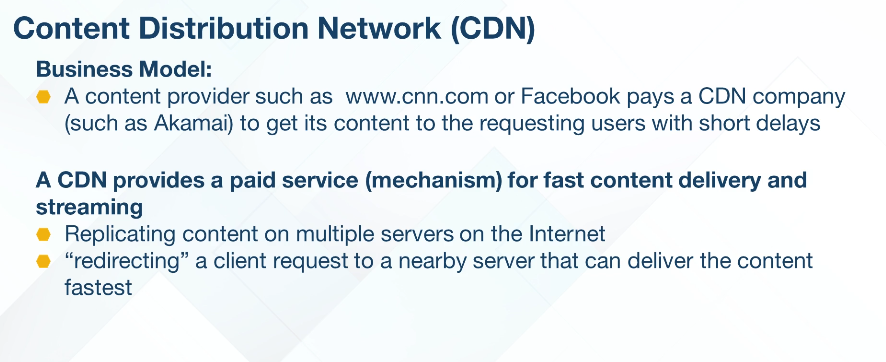 Content Distribution Network (CDN)
Business Model:
A content provider such as www.cnn.com or Facebook pays a CDN company
(such as Akamai) to get its content to the requesting users with short delays
A CDN provides a paid service (mechanism) for fast content delivery and
streaming
Replicating content on multiple servers on the Internet
“redirecting” a client request to a nearby server that can deliver the content
fastest